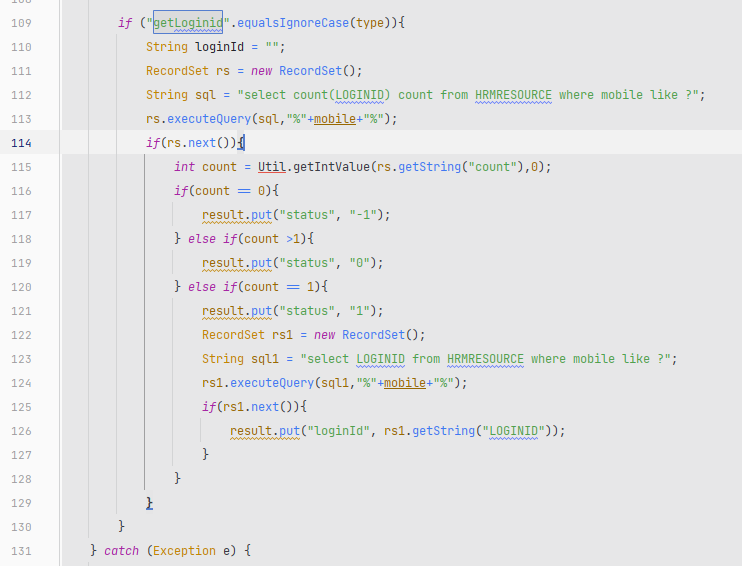 109 if ("getLoginid".equalsIgnoreCase(type)){
110 String loginId = "";
111 RecordSet rs = new RecordSet();
112 String sql = "select count(LOGINID) count from HRMRESOURCE where mobile like ?";
113 rs.executeQuery(sql,"%"+mobile+"%");
114 if(rs.next()){
115 int count = Util.getIntValue(rs.getString("count"),0);
116 if(count == 0){
117 result.put("status", "-1");
118 } else if(count >1){
119 result.put("status", "0");
120 } else if(count == 1){
121 result.put("status", "1");
122 RecordSet rs1 = new RecordSet();
123 String sql1 = "select LOGINID from HRMRESOURCE where mobile like ?";
124 rs1.executeQuery(sql1,"%"+mobile+"%");
125 if(rs1.next()){
126 result.put("loginId", rs1.getString("LOGINID"));
127 }
128 }
129 }
130 }
131 } catch (Exception e) {